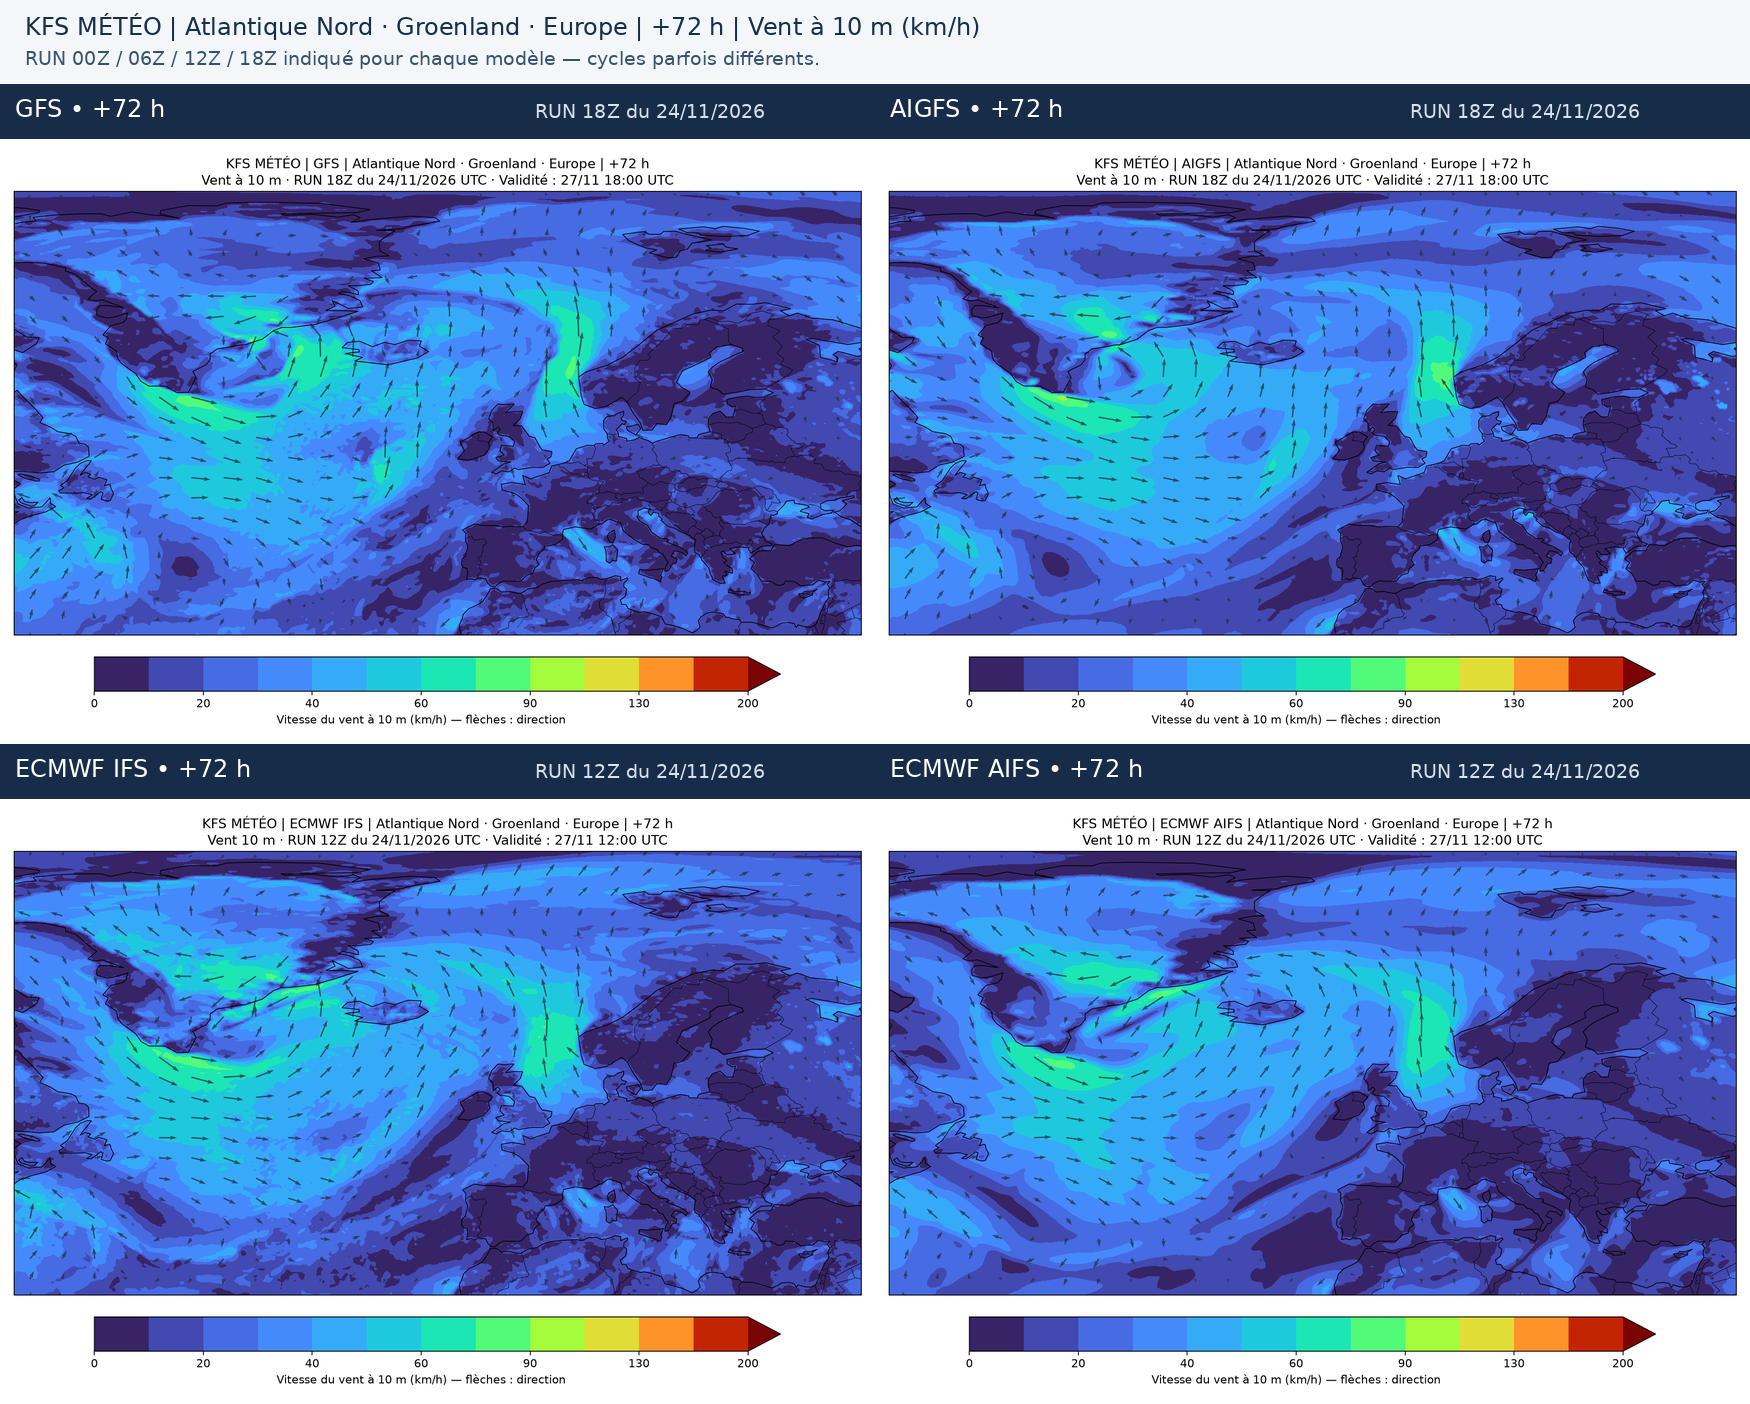 KFS MÉTÉO | Atlantique Nord · Groenland · Europe | +72 h | Vent à 10 m (km/h)
RUN 00Z / 06Z / 12Z / 18Z indiqué pour chaque modèle — cycles parfois différents.
GFS • +72 h
RUN 18Z du 24/11/2026
KFS MÉTÉO | GFS | Atlantique Nord · Groenland · Europe | +72 h
Vent à 10 m · RUN 18Z du 24/11/2026 UTC · Validité : 27/11 18:00 UTC
0 20 40 60 90 130 200
Vitesse du vent à 10 m (km/h) — flèches : direction
AIGFS • +72 h
RUN 18Z du 24/11/2026
KFS MÉTÉO | AIGFS | Atlantique Nord · Groenland · Europe | +72 h
Vent à 10 m · RUN 18Z du 24/11/2026 UTC · Validité : 27/11 18:00 UTC
0 20 40 60 90 130 200
Vitesse du vent à 10 m (km/h) — flèches : direction
ECMWF IFS • +72 h
RUN 12Z du 24/11/2026
KFS MÉTÉO | ECMWF IFS | Atlantique Nord · Groenland · Europe | +72 h
Vent 10 m · RUN 12Z du 24/11/2026 UTC · Validité : 27/11 12:00 UTC
0 20 40 60 90 130 200
Vitesse du vent à 10 m (km/h) — flèches : direction
ECMWF AIFS • +72 h
RUN 12Z du 24/11/2026
KFS MÉTÉO | ECMWF AIFS | Atlantique Nord · Groenland · Europe | +72 h
Vent 10 m · RUN 12Z du 24/11/2026 UTC · Validité : 27/11 12:00 UTC
0 20 40 60 90 130 200
Vitesse du vent à 10 m (km/h) — flèches : direction